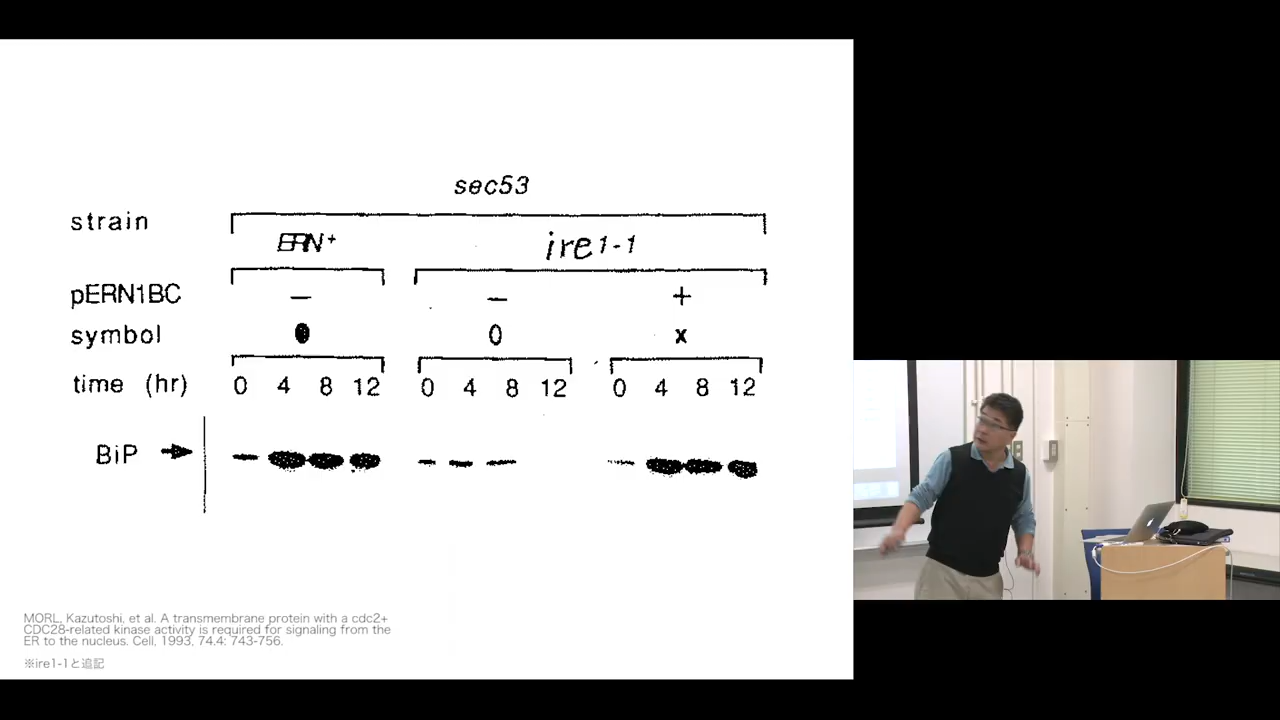 sec53
strain
ERN+
ire1-1
pERN1BC − − +
symbol ● 0 x
time (hr) 0 4 8 12 0 4 8 12 0 4 8 12
BiP →
MORL, Kazutoshi, et al. A transmembrane protein with a cdc2+
CDC28-related kinase activity is required for signaling from the
ER to the nucleus. Cell, 1993, 74.4: 743-756.
※ire1-1と追記